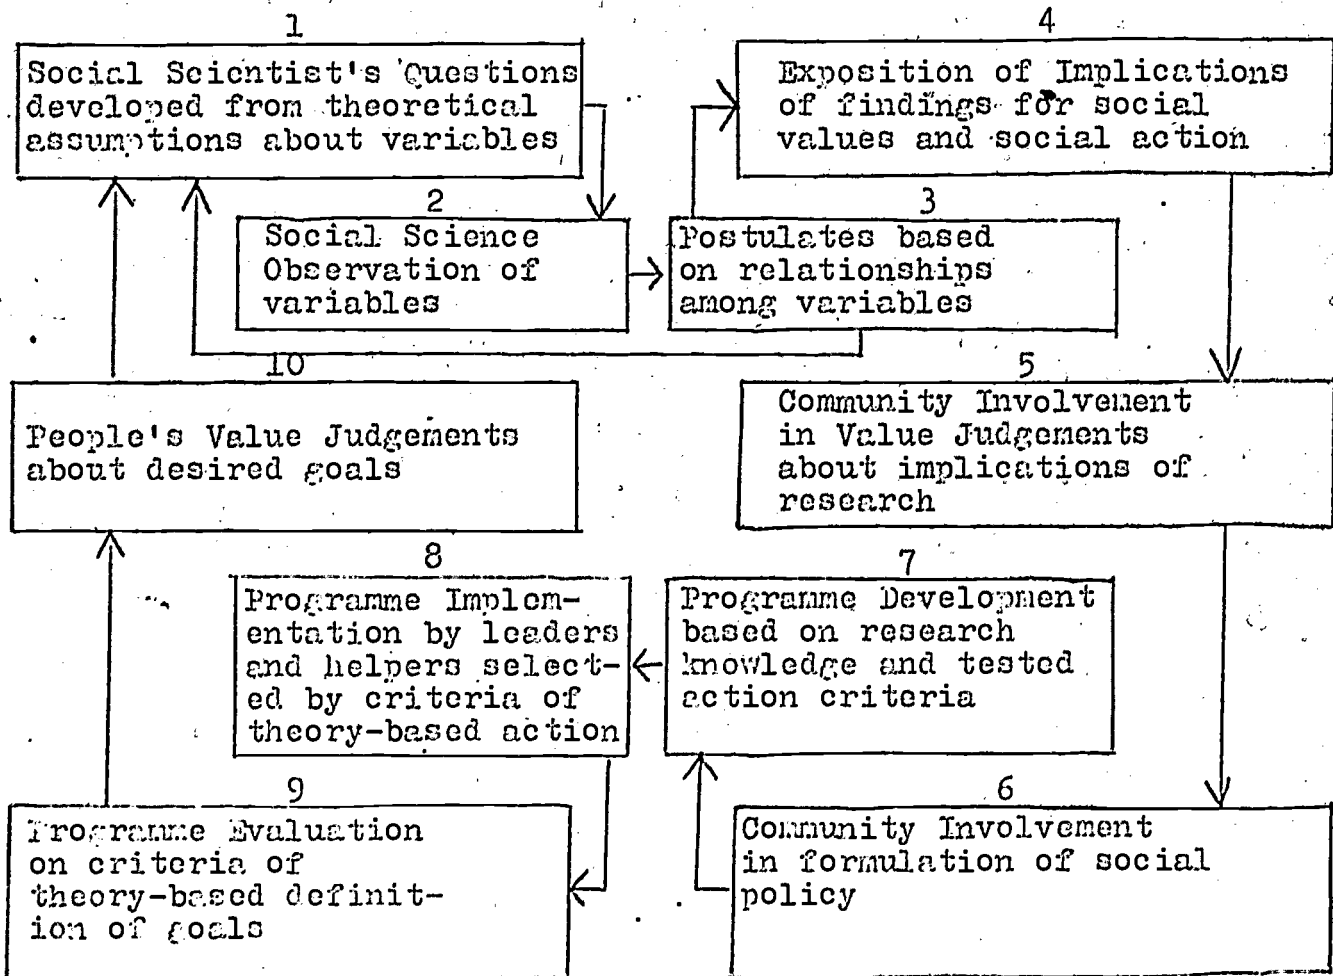 1
Social Scientist's Questions
developed from theoretical
assumptions about variables
2
Social Science
Observation of
variables
3
Postulates based
on relationships
among variables
4
Exposition of Implications
of findings for social
values and social action
5
Community Involvement
in Value Judgements
about implications of
research
6
Community Involvement
in formulation of social
policy
7
Programme Development
based on research
knowledge and tested
action criteria
8
Programme Implem-
entation by leaders
and helpers select-
ed by criteria of
theory-based action
9
Programme Evaluation
on criteria of
theory-based definit-
ion of goals
10
People's Value Judgements
about desired goals